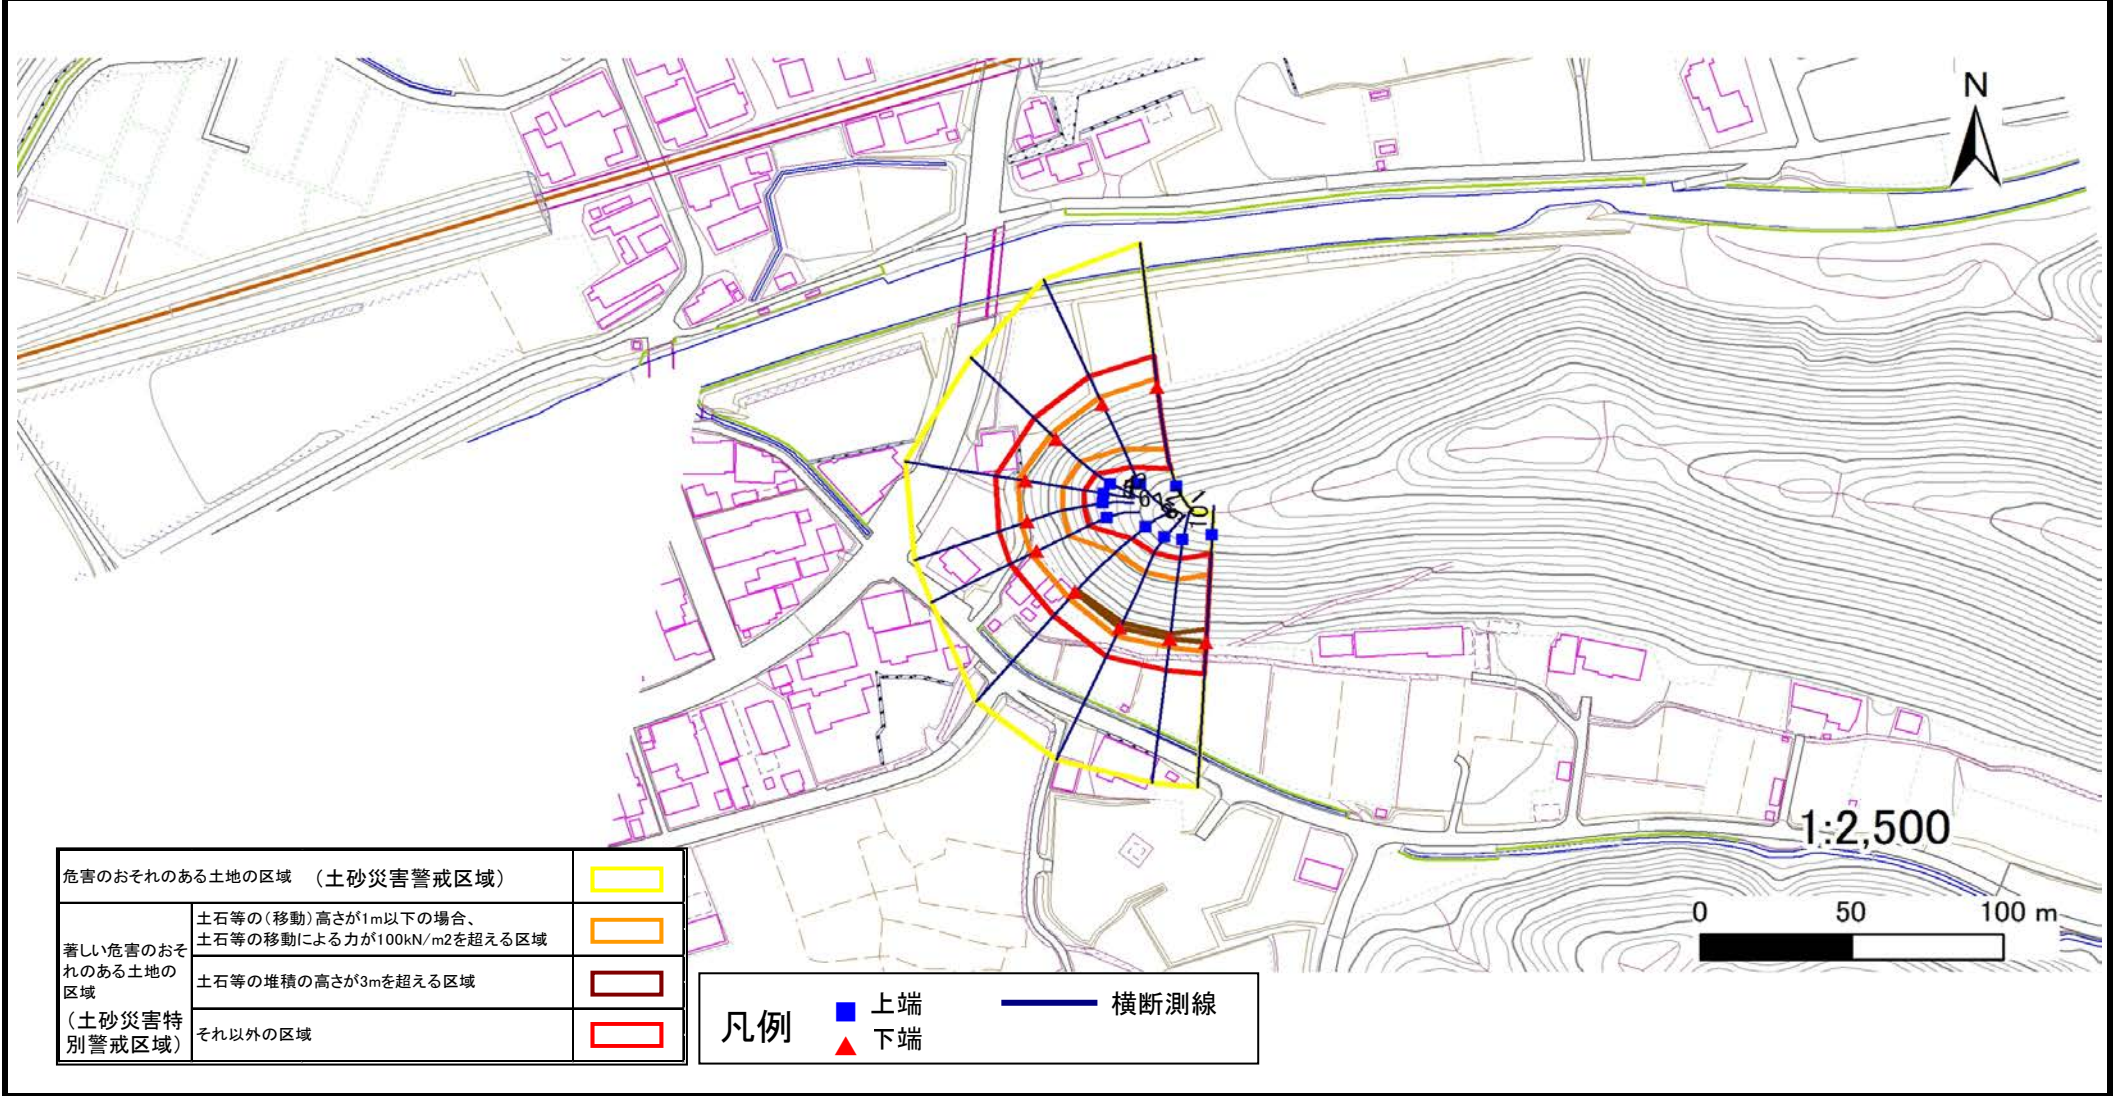 N
1:2,500
0 50 100 m
危害のおそれのある土地の区域 （土砂災害警戒区域）
著しい危害のおそ
れのある土地の
区域
（土砂災害特
別警戒区域）
土石等の（移動）高さが1m以下の場合、
土石等の移動による力が100kN/m2を超える区域
土石等の堆積の高さが3mを超える区域
それ以外の区域
凡例
上端
下端
横断測線